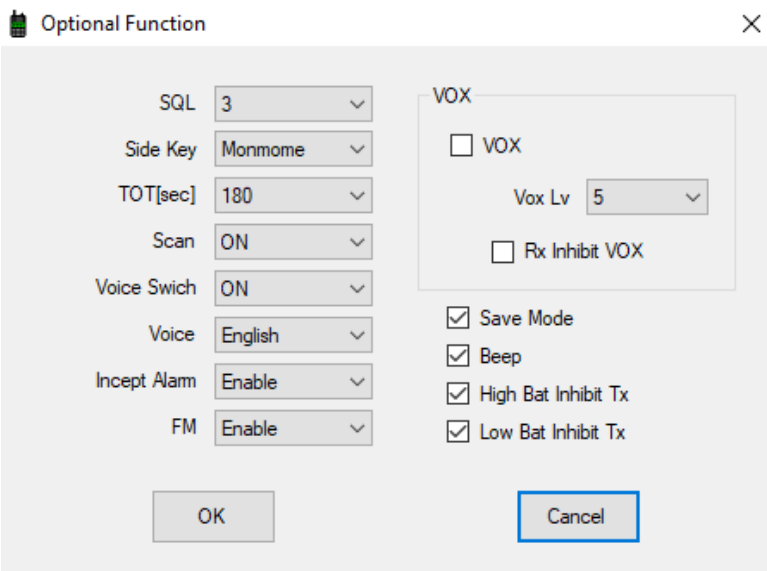 Optional Function
SQL 3
Side Key Monmome
TOT[sec] 180
Scan ON
Voice Swich ON
Voice English
Incept Alarm Enable
FM Enable
VOX
VOX
Vox Lv 5
Rx Inhibit VOX
Save Mode
Beep
High Bat Inhibit Tx
Low Bat Inhibit Tx
OK
Cancel